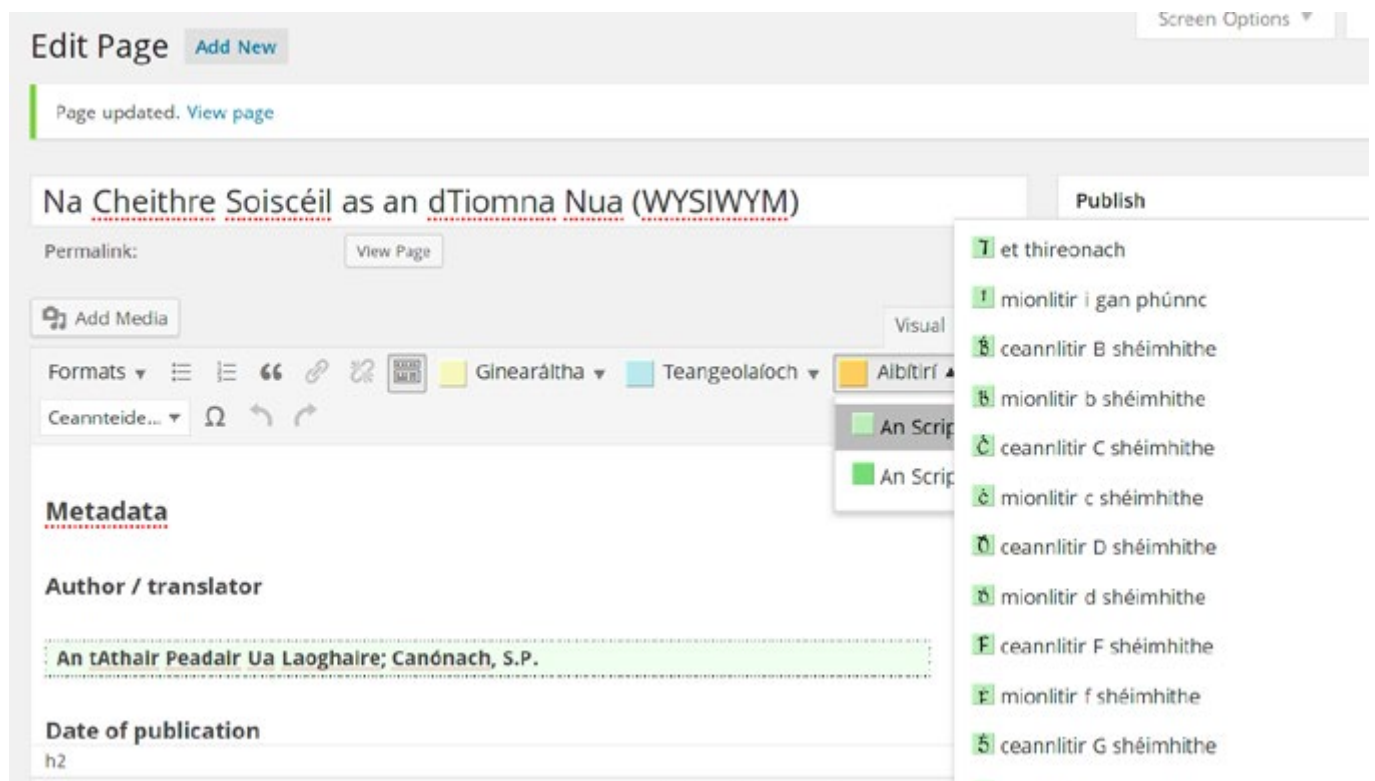 Screen Options
Edit Page Add New
Page updated. View page
Na Cheithre Soiscéil as an dTiomna Nua (WYSIWYM)
Publish
Permalink: View Page
Add Media
Visual
Formats Ginearáltha Teangeolaíoch Aibítirí
Ceannteide... Ω
An Scrip
An Scrip
⁊ et thireonach
ı mionlitir i gan phúnnc
Ḃ ceannlitir B shéimhithe
ḃ mionlitir b shéimhithe
Ċ ceannlitir C shéimhithe
ċ mionlitir c shéimhithe
Ḋ ceannlitir D shéimhithe
ḋ mionlitir d shéimhithe
Ḟ ceannlitir F shéimhithe
ḟ mionlitir f shéimhithe
Ġ ceannlitir G shéimhithe
Metadata
Author / translator
An tAthair Peadair Ua Laoghaire; Canónach, S.P.
Date of publication
h2